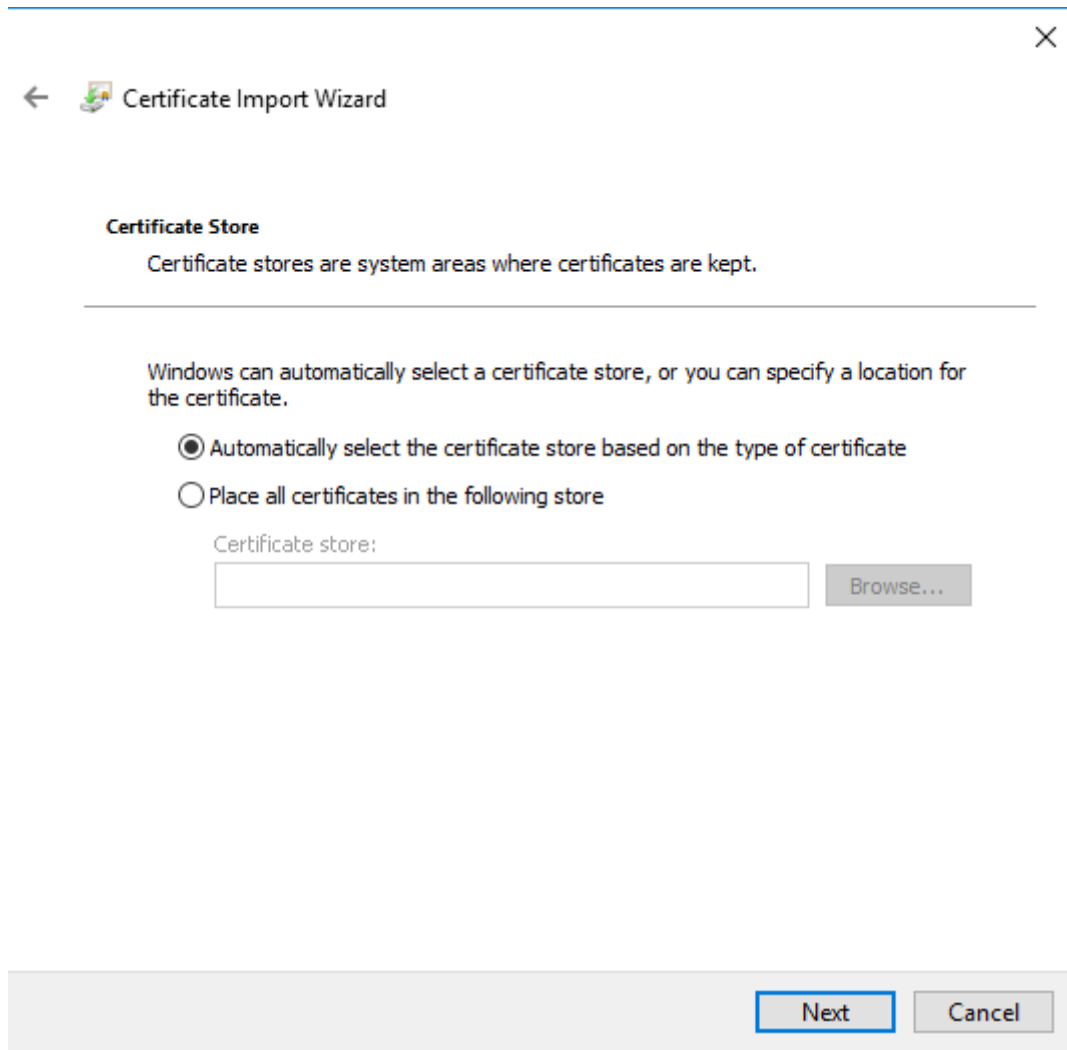 Certificate Import Wizard
Certificate Store
Certificate stores are system areas where certificates are kept.
Windows can automatically select a certificate store, or you can specify a location for
the certificate.
Automatically select the certificate store based on the type of certificate
Place all certificates in the following store
Certificate store:
Browse...
Next
Cancel